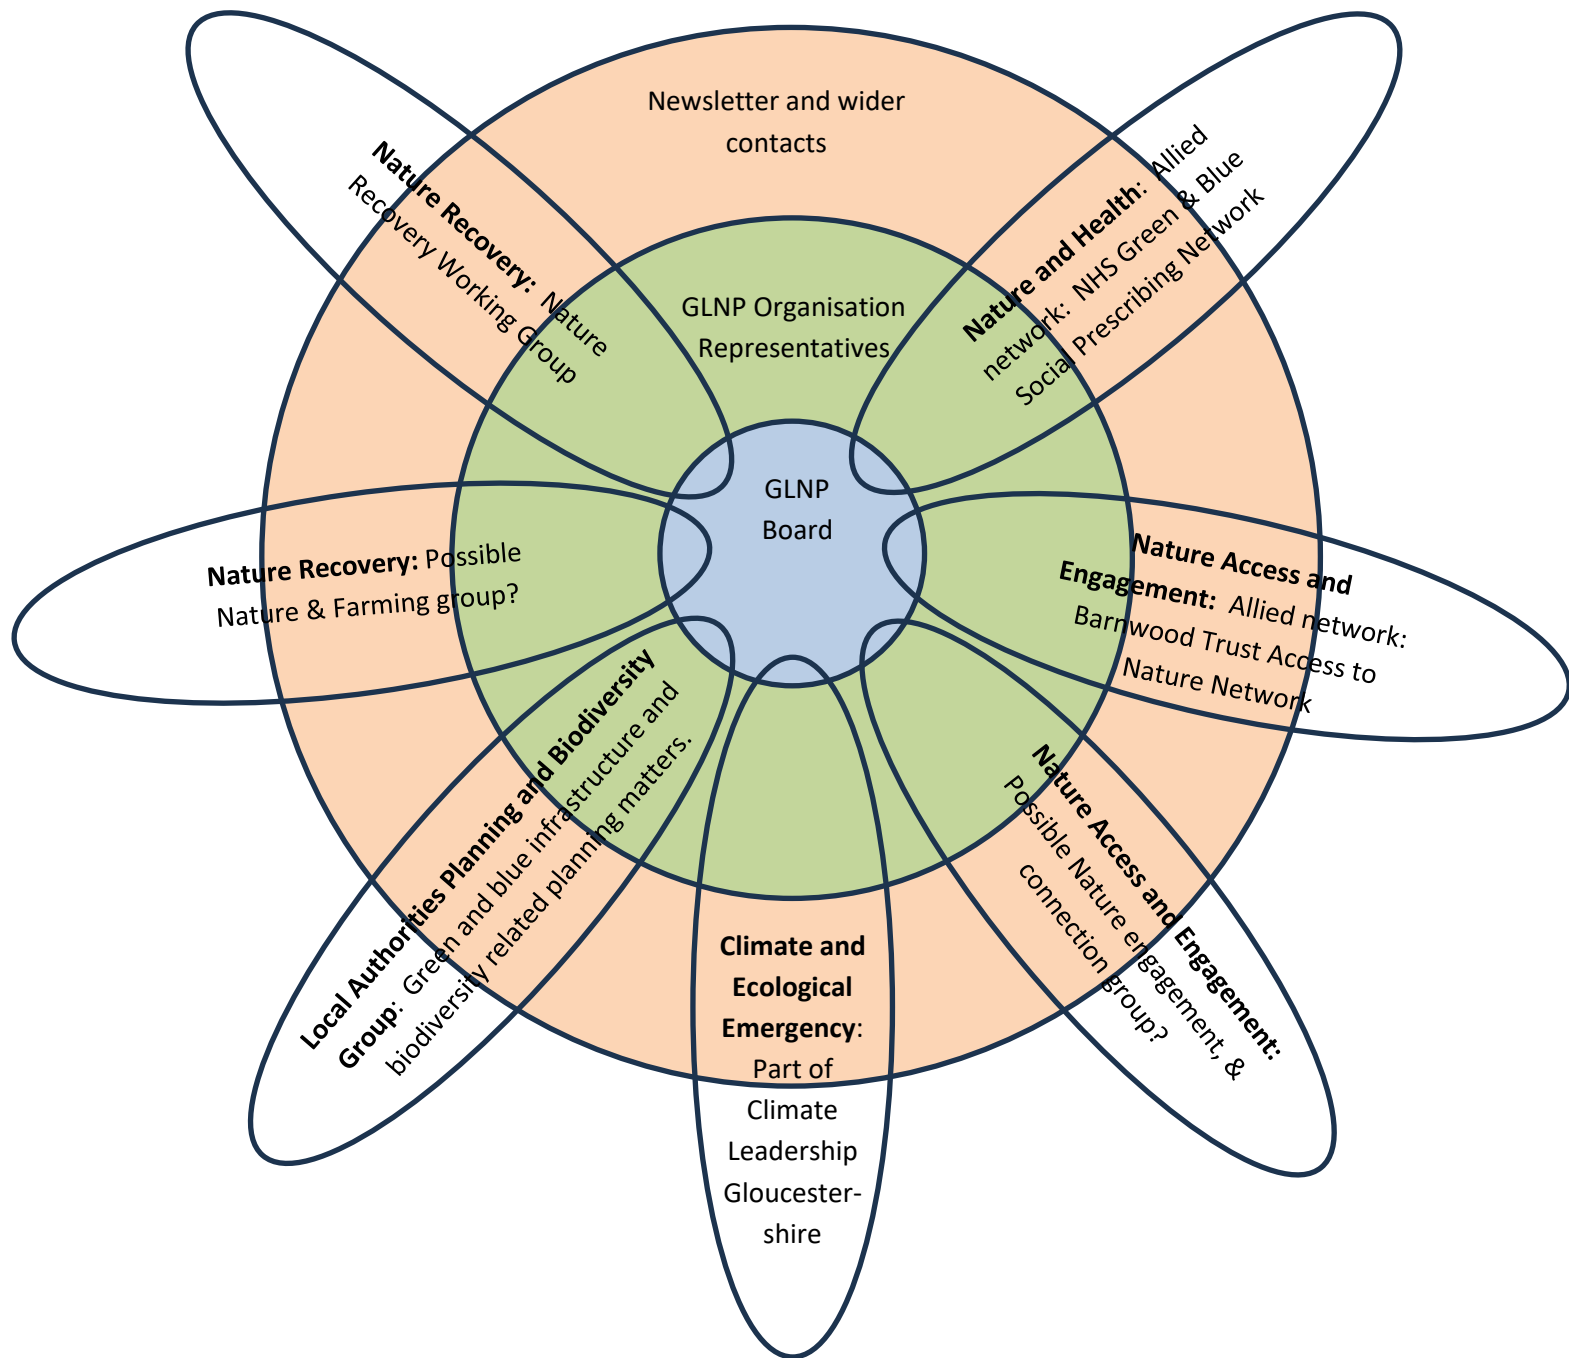 Newsletter and wider
contacts
Nature Recovery: Nature
Recovery Working Group
Nature and Health: Allied
network: NHS Green & Blue
Social Prescribing Network
GLNP Organisation
Representatives
GLNP
Board
Nature Recovery: Possible
Nature & Farming group?
Nature Access and
Engagement: Allied network:
Barnwood Trust Access to
Nature Network
Local Authorities Planning and Biodiversity
Group: Green and blue infrastructure and
biodiversity related planning matters.
Nature Access and Engagement:
Possible Nature engagement, &
connection group?
Climate and
Ecological
Emergency:
Part of
Climate
Leadership
Gloucester-
shire